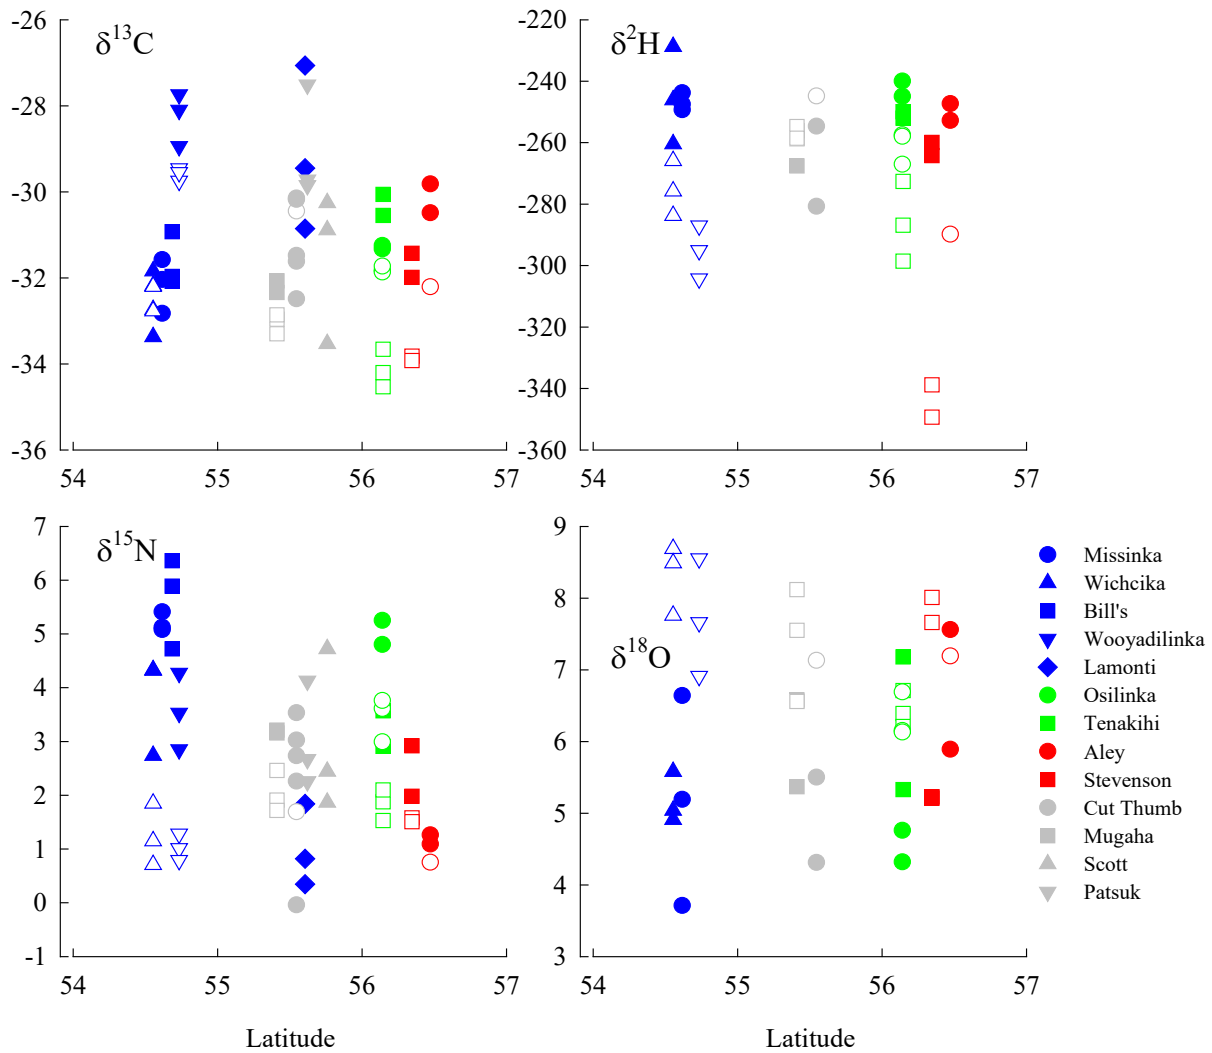 δ¹³C
-26
-28
-30
-32
-34
-36
54
55
56
57
δ²H
-220
-240
-260
-280
-300
-320
-340
-360
54
55
56
57
δ¹⁵N
7
6
5
4
3
2
1
0
-1
54
55
56
57
Latitude
δ¹⁸O
9
8
7
6
5
4
3
54
55
56
57
Latitude
Missinka
Wichcika
Bill's
Wooyadilinka
Lamonti
Osilinka
Tenakihi
Aley
Stevenson
Cut Thumb
Mugaha
Scott
Patsuk